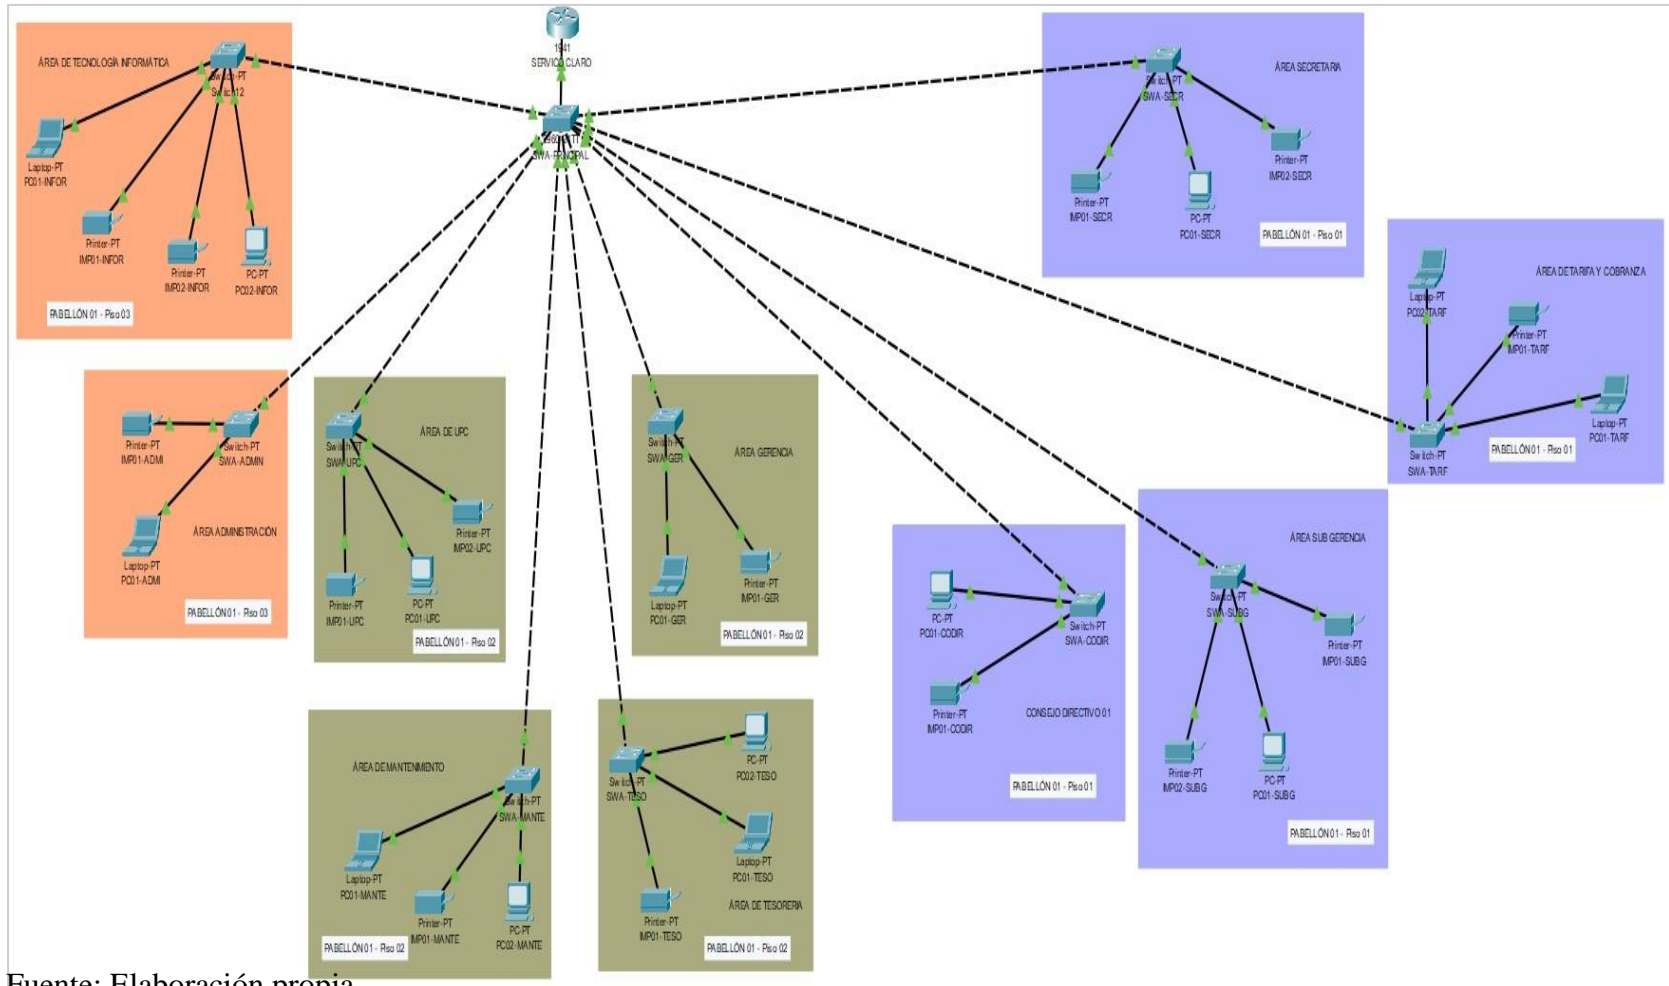 1941
SERVICO CLARO
SWA-PRINCIPAL
ÁREA DE TECNOLOGÍA INFORMÁTICA
Switch-PT
Switch12
Laptop-PT
PC01-INFOR
Printer-PT
IMP01-INFOR
Printer-PT
IMP02-INFOR
PC-PT
PC02-INFOR
PABELLÓN 01 - Piso 03
ÁREA SECRETARIA
Switch-PT
SWA-SECR
Printer-PT
IMP01-SECR
PC-PT
PC01-SECR
Printer-PT
IMP02-SECR
PABELLÓN 01 - Piso 01
ÁREA DE TARIFA Y COBRANZA
Laptop-PT
PC02-TARF
Printer-PT
IMP01-TARF
Laptop-PT
PC01-TARF
Switch-PT
SWA-TARF
PABELLÓN 01 - Piso 01
Printer-PT
IMP01-ADMI
Switch-PT
SWA-ADMIN
ÁREA ADMINISTRACIÓN
Laptop-PT
PC01-ADMI
PABELLÓN 01 - Piso 03
ÁREA DE UPC
Switch-PT
SWA-UPC
Printer-PT
IMP02-UPC
Printer-PT
IMP01-UPC
PC-PT
PC01-UPC
PABELLÓN 01 - Piso 02
ÁREA GERENCIA
Switch-PT
SWA-GER
Laptop-PT
PC01-GER
Printer-PT
IMP01-GER
PABELLÓN 01 - Piso 02
PC-PT
PC01-CODIR
Switch-PT
SWA-CODIR
Printer-PT
IMP01-CODIR
CONSEJO DIRECTIVO 01
PABELLÓN 01 - Piso 01
ÁREA SUB GERENCIA
Switch-PT
SWA-SUBG
Printer-PT
IMP01-SUBG
Printer-PT
IMP02-SUBG
PC-PT
PC01-SUBG
PABELLÓN 01 - Piso 01
ÁREA DE MANTENIMIENTO
Switch-PT
SWA-MANTE
Laptop-PT
PC01-MANTE
Printer-PT
IMP01-MANTE
PC-PT
PC02-MANTE
PABELLÓN 01 - Piso 02
PC-PT
PC02-TESO
Switch-PT
SWA-TESO
Laptop-PT
PC01-TESO
ÁREA DE TESORERIA
Printer-PT
IMP01-TESO
PABELLÓN 01 - Piso 02
Fuente: Elaboración propia